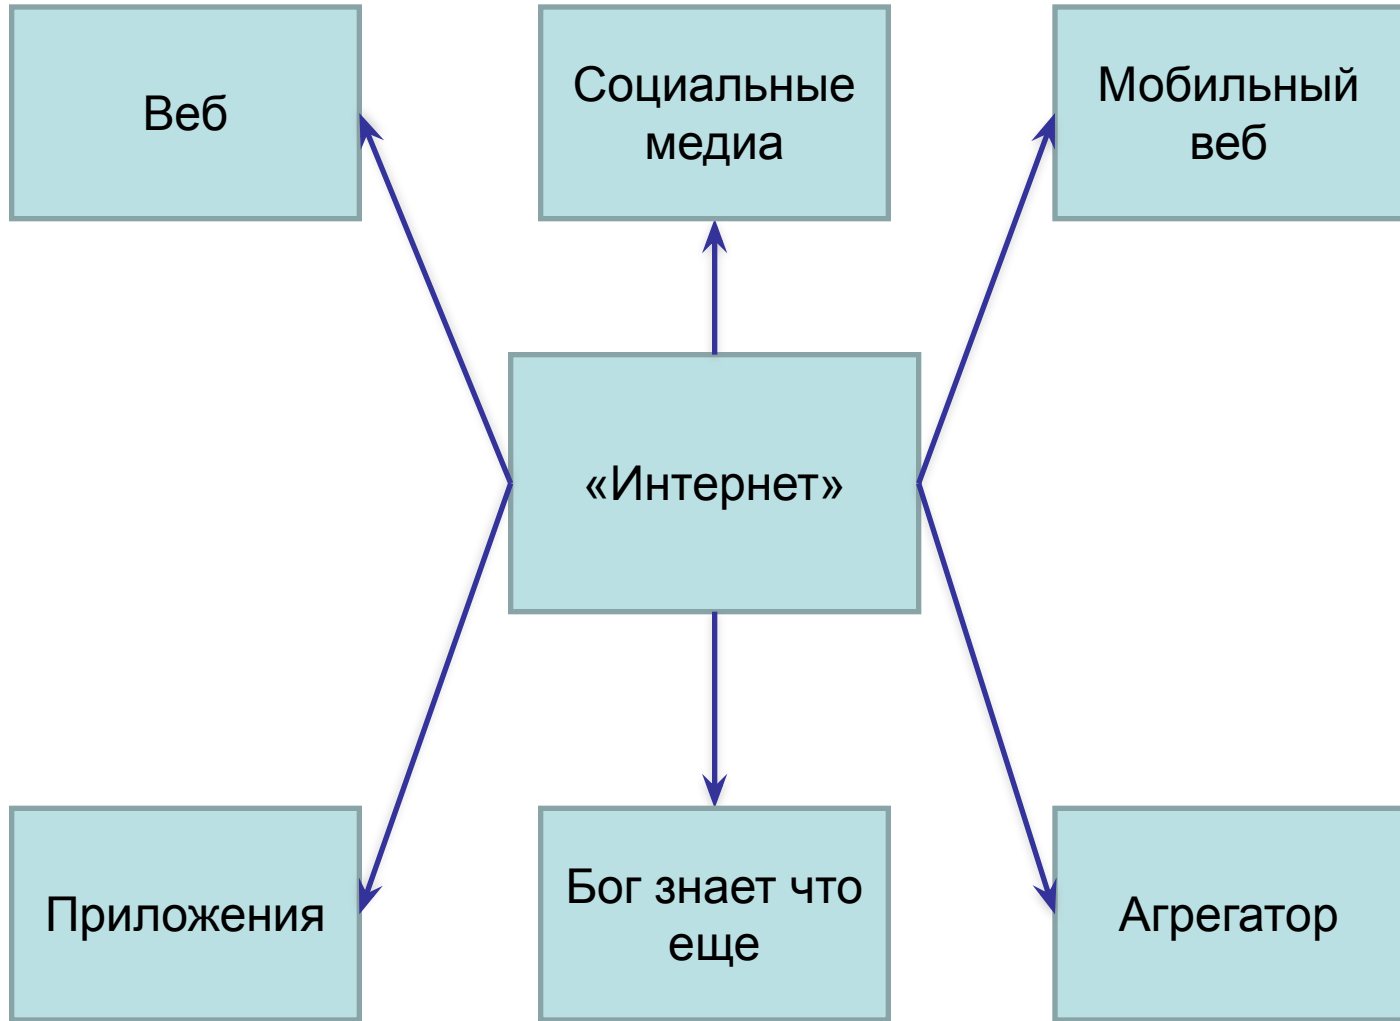 Веб
Социальные
медиа
Мобильный
веб
«Интернет»
Приложения
Бог знает что
еще
Агрегатор